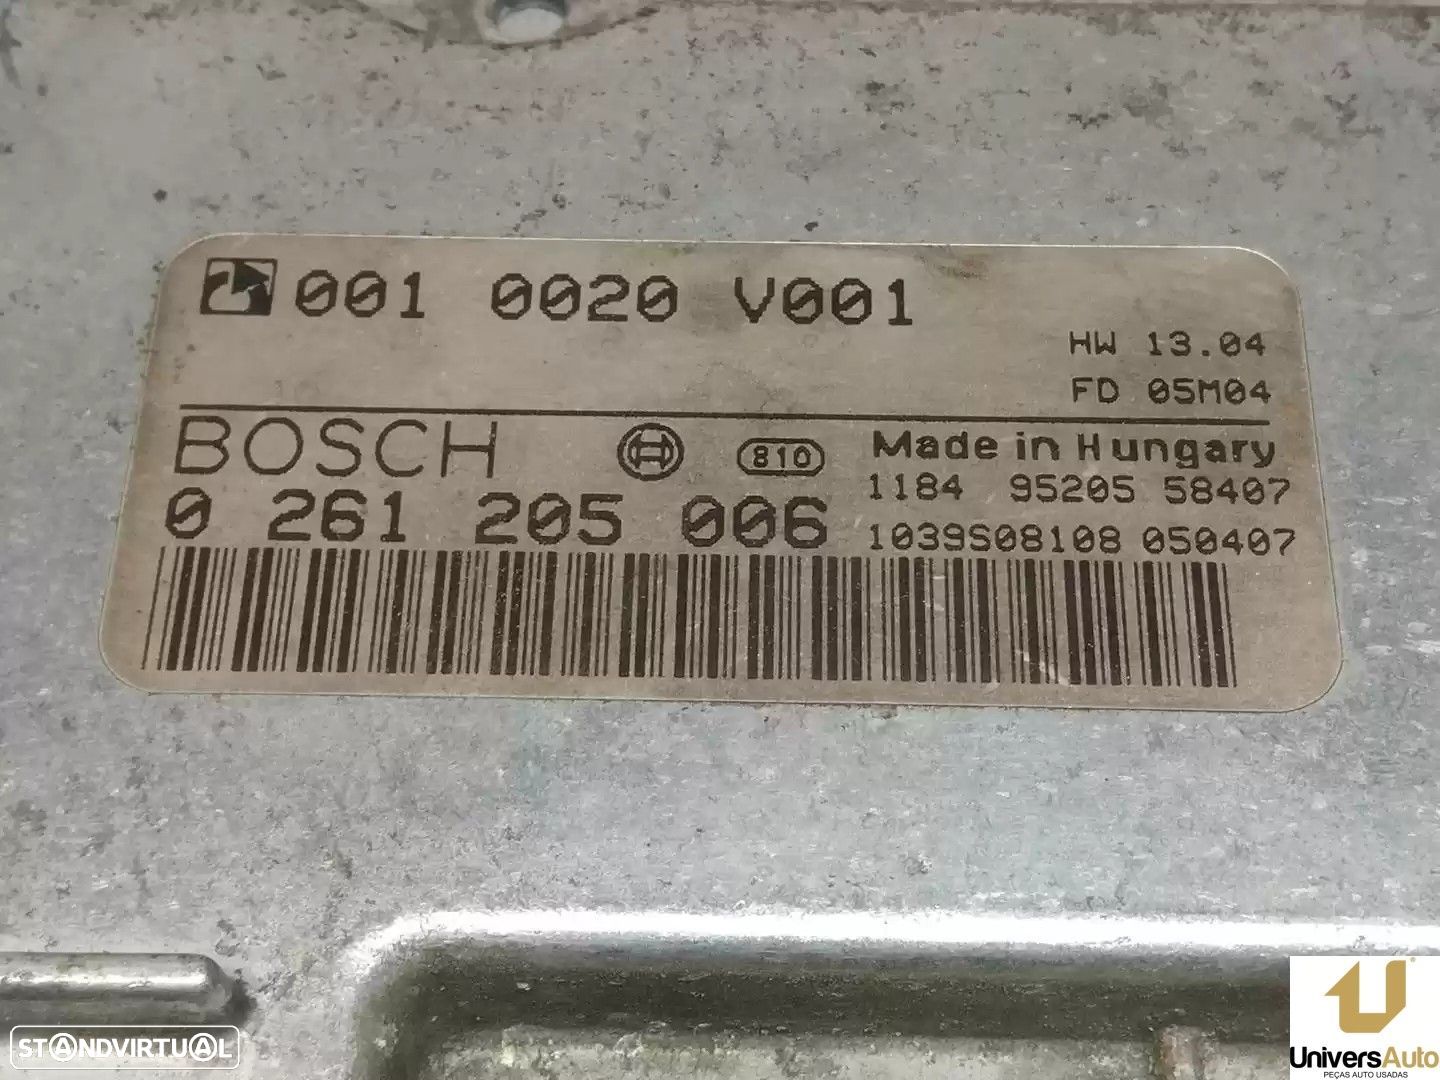 001 0020 V001
HW 13.04
FD 05M04
BOSCH 810 Made in Hungary
1184 95205 58407
0 261 205 006
1039S08108 050407
STANDVIRTUAL
UniversAuto
PEÇAS AUTO USADAS